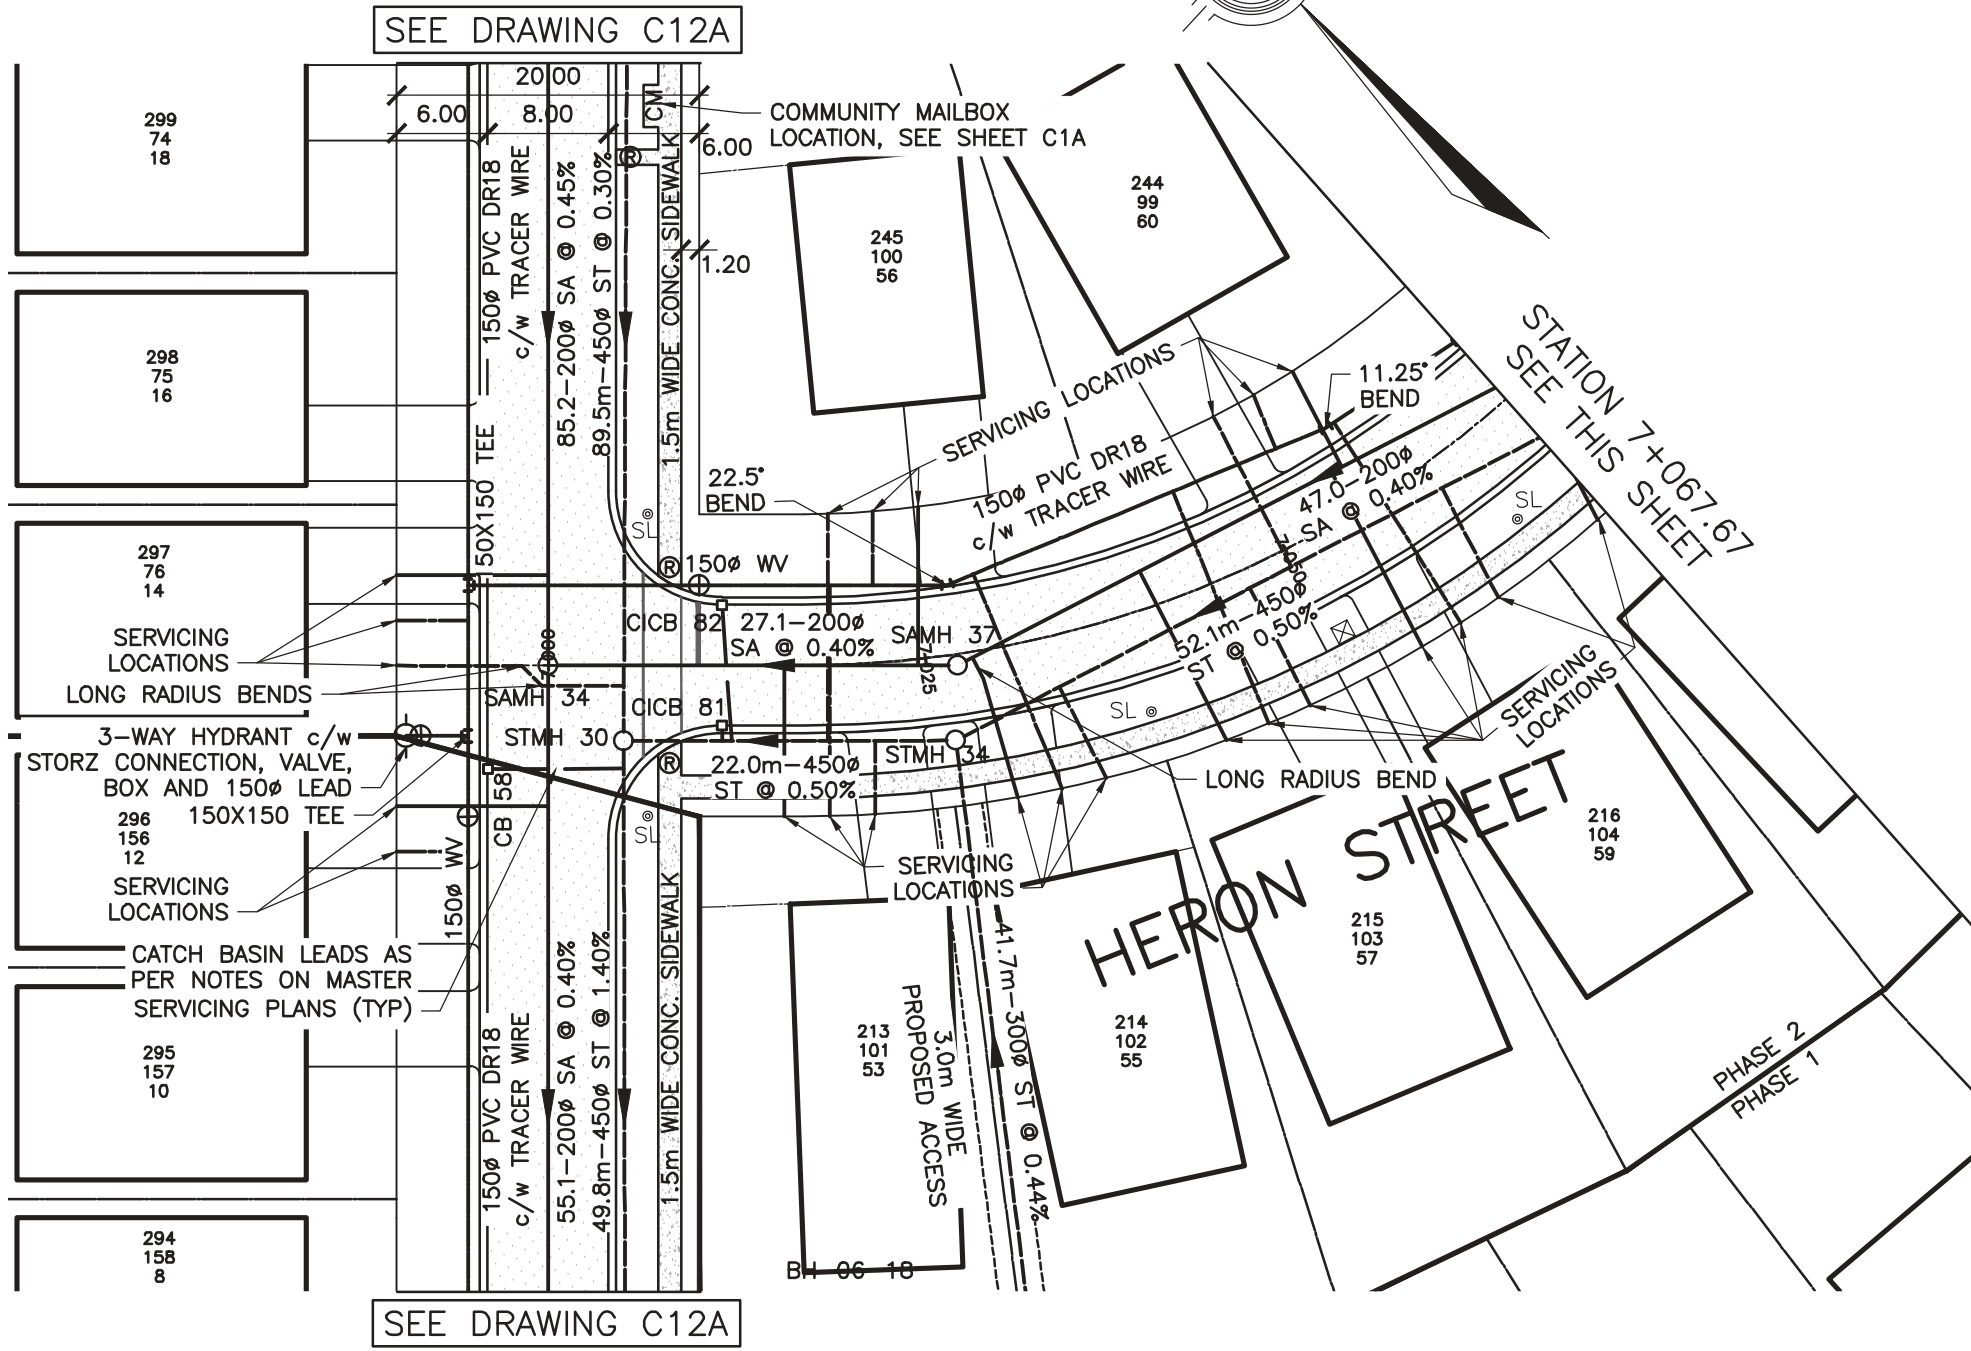 SEE DRAWING C12A
20.00
6.00
8.00
6.00
CM
COMMUNITY MAILBOX
LOCATION, SEE SHEET C1A
R
1.20
299
74
18
298
75
16
297
76
14
296
156
12
295
157
10
294
158
8
245
100
56
244
99
60
150ø PVC DR18
c/w TRACER WIRE
85.2-200ø SA @ 0.45%
89.5m-450ø ST @ 0.30%
1.5m WIDE CONC. SIDEWALK
50X150 TEE
STATION 7+067.67
SEE THIS SHEET
SERVICING LOCATIONS
11.25°
BEND
22.5°
BEND
150ø PVC DR18
c/w TRACER WIRE
47.0-200ø
SA @ 0.40%
SL
SL
R
150ø WV
SERVICING
LOCATIONS
LONG RADIUS BENDS
CICB 82
27.1-200ø
SA @ 0.40%
SAMH 37
7+025
7+050
52.1m-450ø
ST @ 0.50%
7+000
SAMH 34
CICB 81
SL
SERVICING
LOCATIONS
3-WAY HYDRANT c/w
STORZ CONNECTION, VALVE,
BOX AND 150ø LEAD
150X150 TEE
STMH 30
STMH 34
R
22.0m-450ø
ST @ 0.50%
LONG RADIUS BEND
CB 58
SL
150ø WV
SERVICING
LOCATIONS
SERVICING
LOCATIONS
HERON STREET
216
104
59
215
103
57
214
102
55
213
101
53
CATCH BASIN LEADS AS
PER NOTES ON MASTER
SERVICING PLANS (TYP)
150ø PVC DR18
c/w TRACER WIRE
55.1-200ø SA @ 0.40%
49.8m-450ø ST @ 1.40%
1.5m WIDE CONC. SIDEWALK
3.0m WIDE
PROPOSED ACCESS
41.7m-300ø ST @ 0.44%
PHASE 2
PHASE 1
BH 06 18
SEE DRAWING C12A